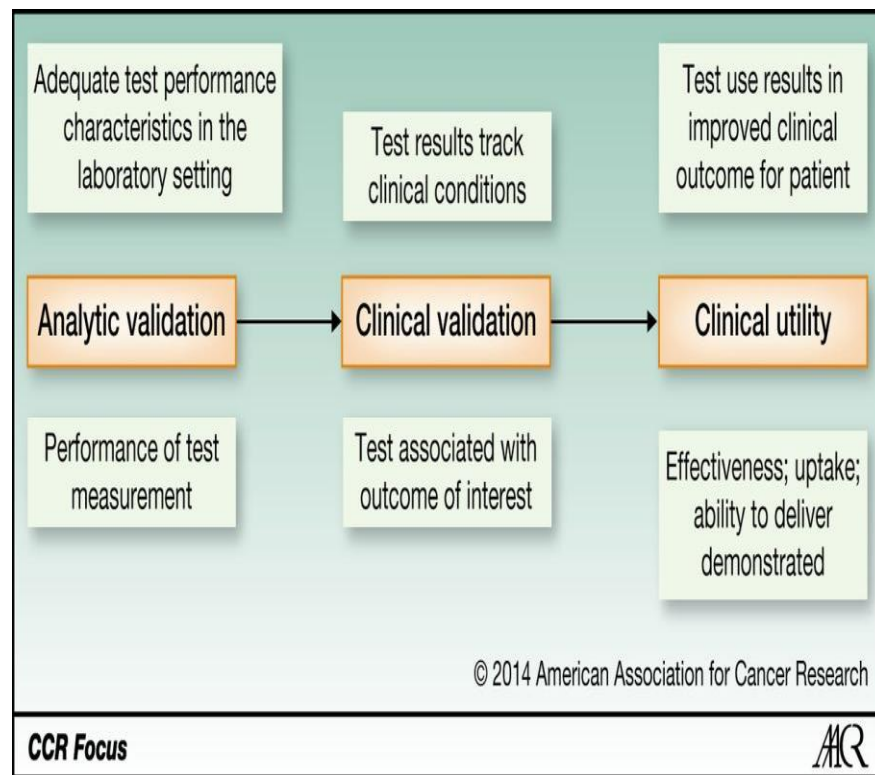 Adequate test performance
characteristics in the
laboratory setting
Test results track
clinical conditions
Test use results in
improved clinical
outcome for patient
Analytic validation
Clinical validation
Clinical utility
Performance of test
measurement
Test associated with
outcome of interest
Effectiveness; uptake;
ability to deliver
demonstrated
© 2014 American Association for Cancer Research
CCR Focus
AACR